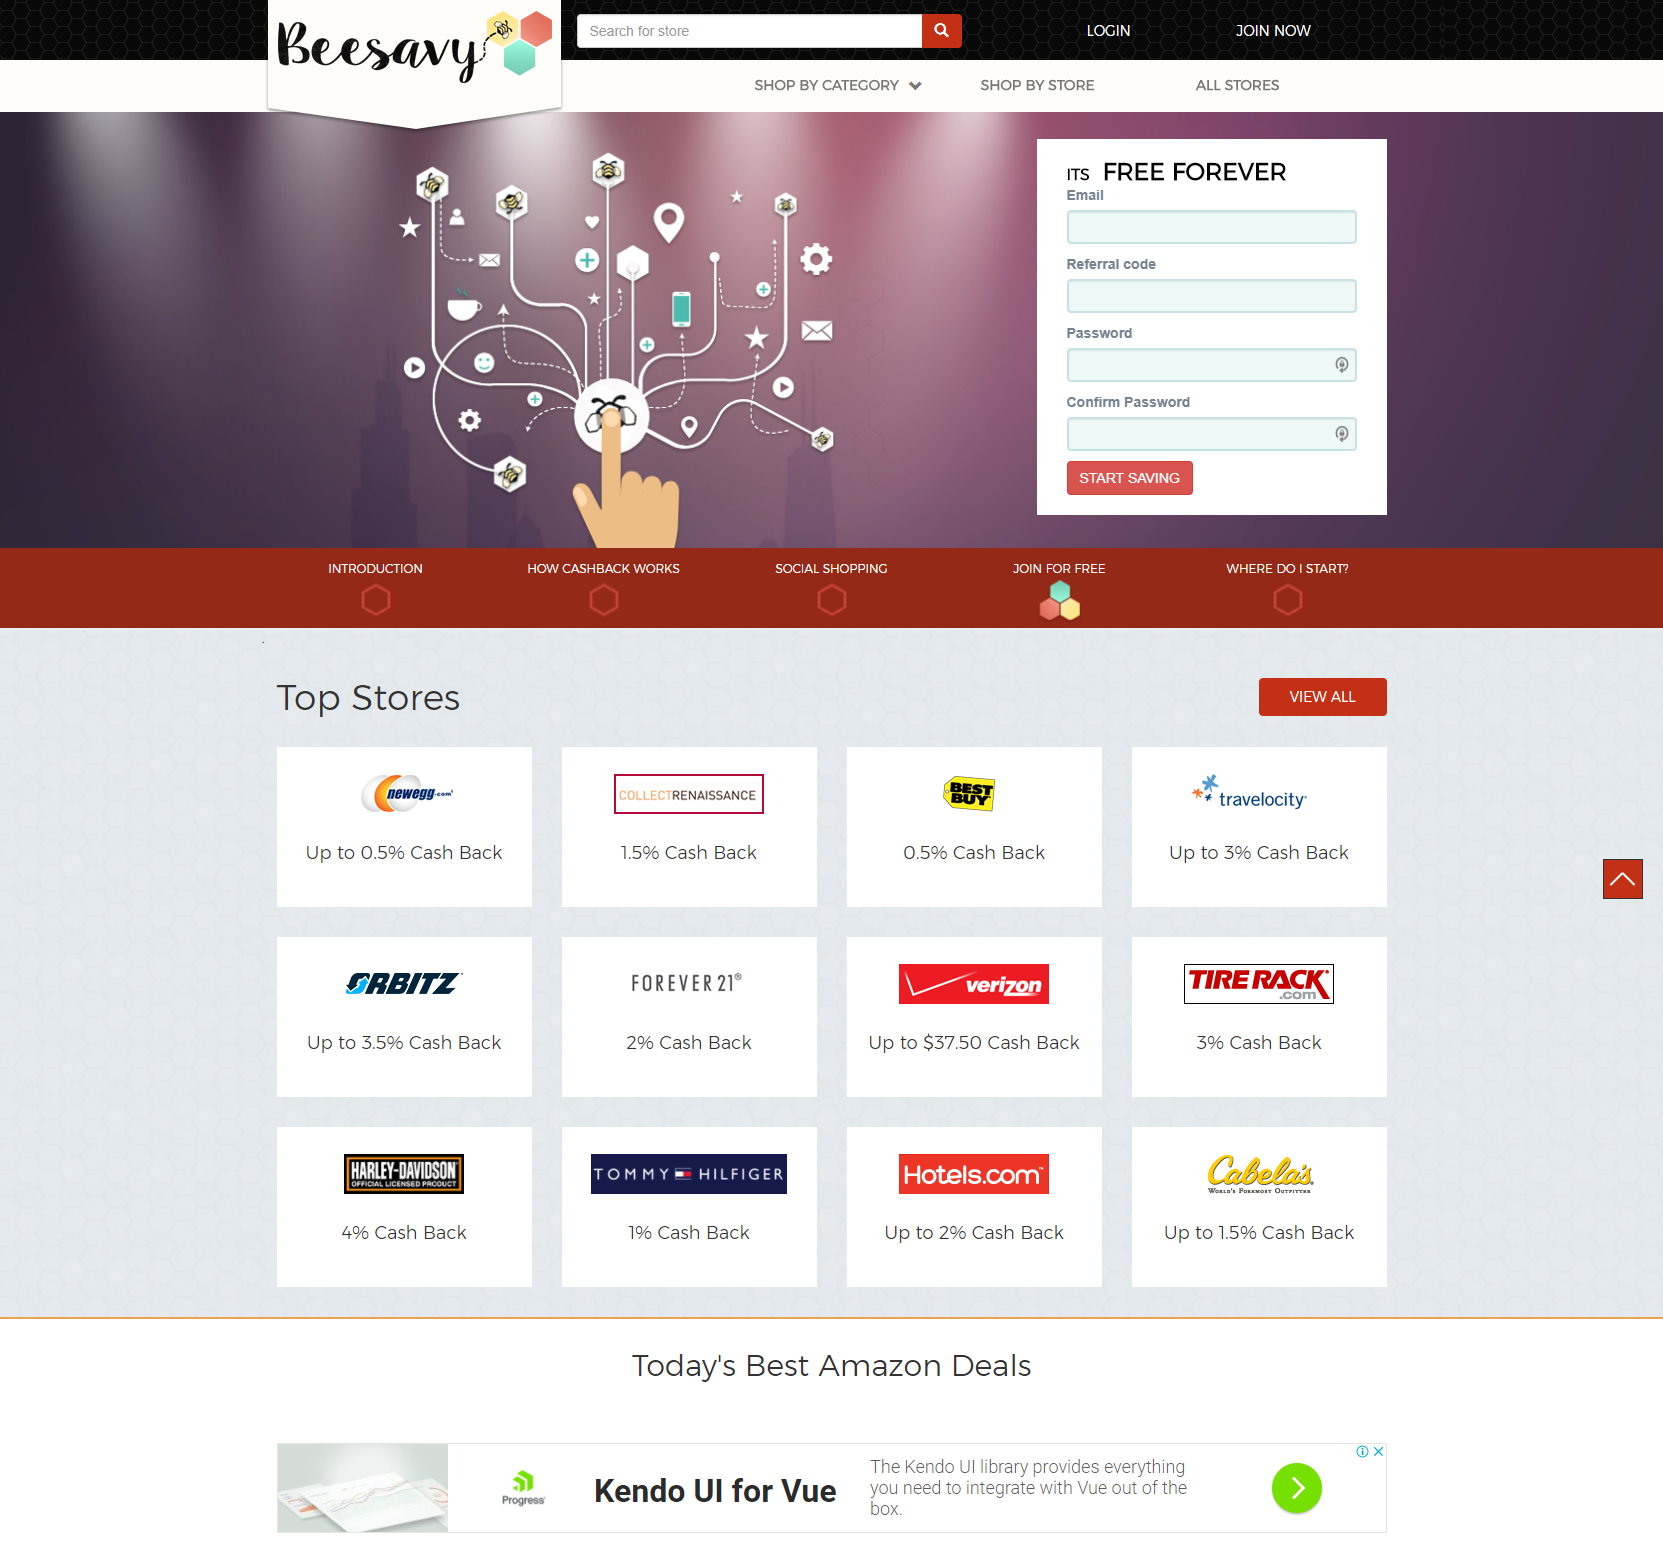 Beesavy
Search for store
LOGIN
JOIN NOW
SHOP BY CATEGORY
SHOP BY STORE
ALL STORES
ITS FREE FOREVER
Email
Referral code
Password
Confirm Password
START SAVING
INTRODUCTION
HOW CASHBACK WORKS
SOCIAL SHOPPING
JOIN FOR FREE
WHERE DO I START?
.
Top Stores
VIEW ALL
newegg.com
COLLECTRENAISSANCE
BEST BUY
travelocity
Up to 0.5% Cash Back
1.5% Cash Back
0.5% Cash Back
Up to 3% Cash Back
ORBITZ
FOREVER 21®
verizon
TIRE RACK
.com
Up to 3.5% Cash Back
2% Cash Back
Up to $37.50 Cash Back
3% Cash Back
HARLEY-DAVIDSON
OFFICIAL LICENSED PRODUCT
TOMMY HILFIGER
Hotels.com™
Cabela's
WORLD'S FOREMOST OUTFITTER
4% Cash Back
1% Cash Back
Up to 2% Cash Back
Up to 1.5% Cash Back
Today's Best Amazon Deals
Progress
Kendo UI for Vue
The Kendo UI library provides everything
you need to integrate with Vue out of the
box.